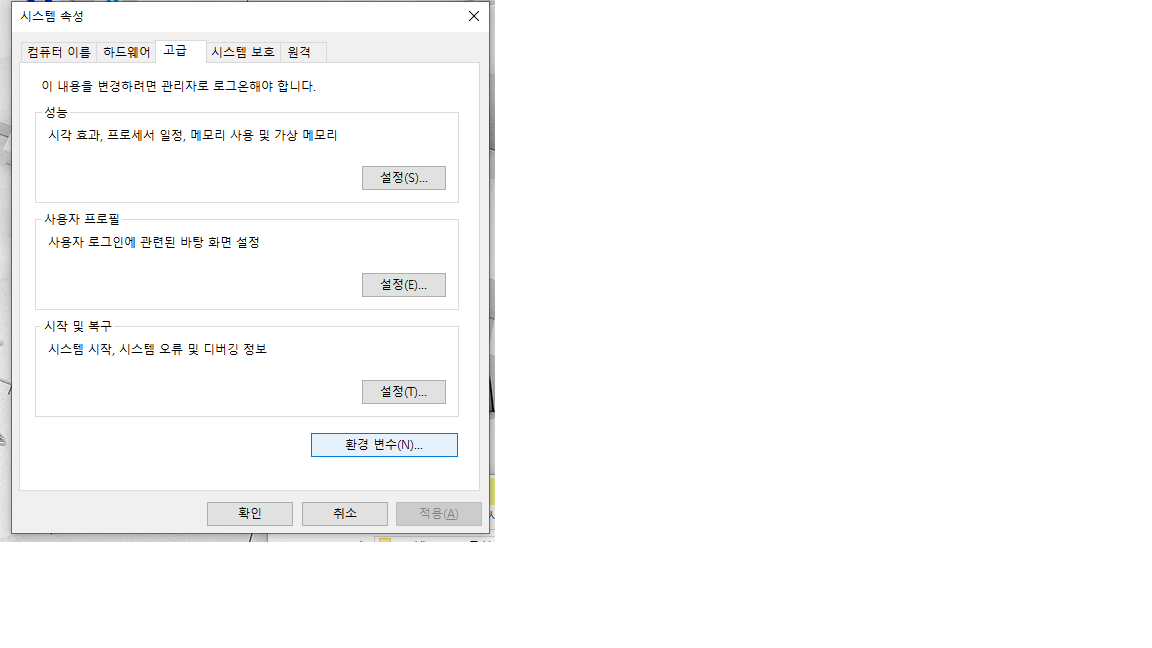 시스템 속성
컴퓨터 이름 하드웨어 고급 시스템 보호 원격
이 내용을 변경하려면 관리자로 로그온해야 합니다.
성능
시각 효과, 프로세서 일정, 메모리 사용 및 가상 메모리
설정(S)...
사용자 프로필
사용자 로그인에 관련된 바탕 화면 설정
설정(E)...
시작 및 복구
시스템 시작, 시스템 오류 및 디버깅 정보
설정(T)...
환경 변수(N)...
확인 취소 적용(A)